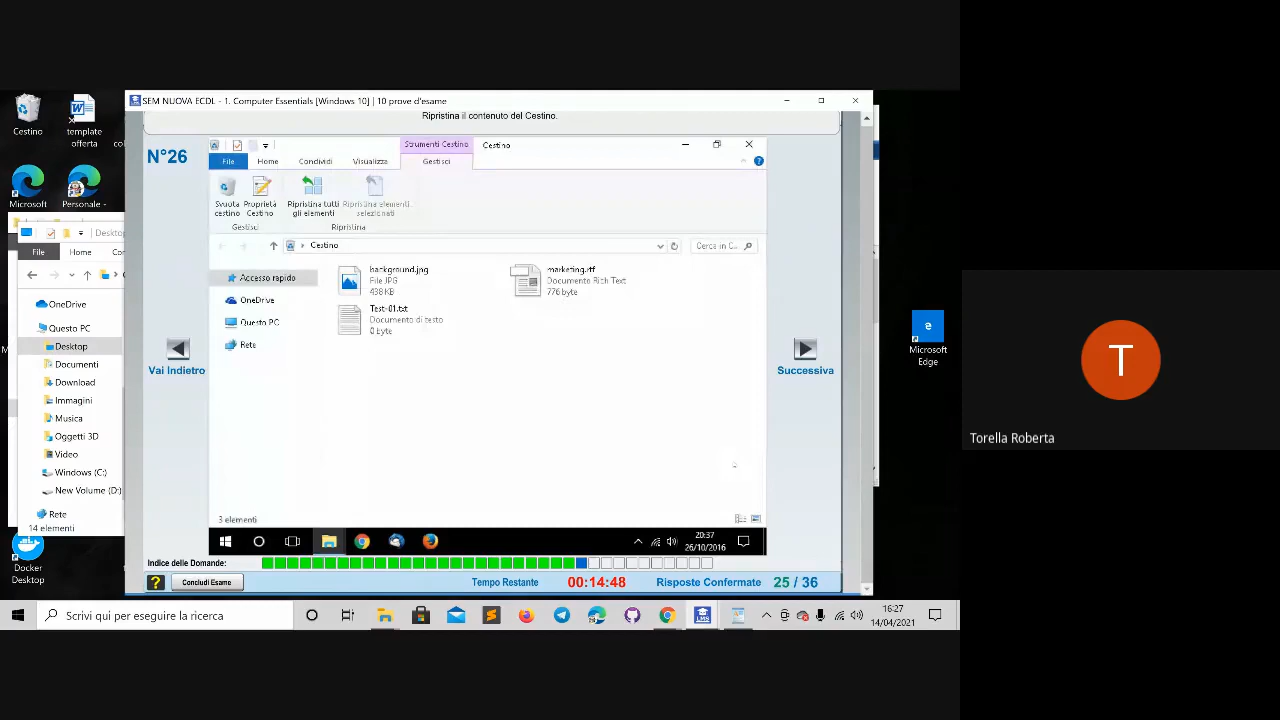 Cestino
template
offerta
Microsoft
Personale -
SEM NUOVA ECDL - 1. Computer Essentials [Windows 10] | 10 prove d'esame
Ripristina il contenuto del Cestino.
N°26
Strumenti Cestino
Cestino
File
Home
Condividi
Visualizza
Gestisci
Svuota
cestino
Proprietà
Cestino
Ripristina tutti
gli elementi
Ripristina elementi
selezionati
Gestisci
Ripristina
Cestino
Cerca in C...
Accesso rapido
OneDrive
Questo PC
Rete
background.jpg
File JPG
438 KB
marketing.rtf
Documento Rich Text
776 byte
Test-01.txt
Documento di testo
0 byte
Vai Indietro
Successiva
3 elementi
20:37
26/10/2016
Indice delle Domande:
Concludi Esame
Tempo Restante
00:14:48
Risposte Confermate
25 / 36
Desktop
File
Home
OneDrive
Questo PC
Desktop
Documenti
Download
Immagini
Musica
Oggetti 3D
Video
Windows (C:)
New Volume (D:)
Rete
14 elementi
Docker
Desktop
Microsoft
Edge
Scrivi qui per eseguire la ricerca
LMS
16:27
14/04/2021
T
Torella Roberta